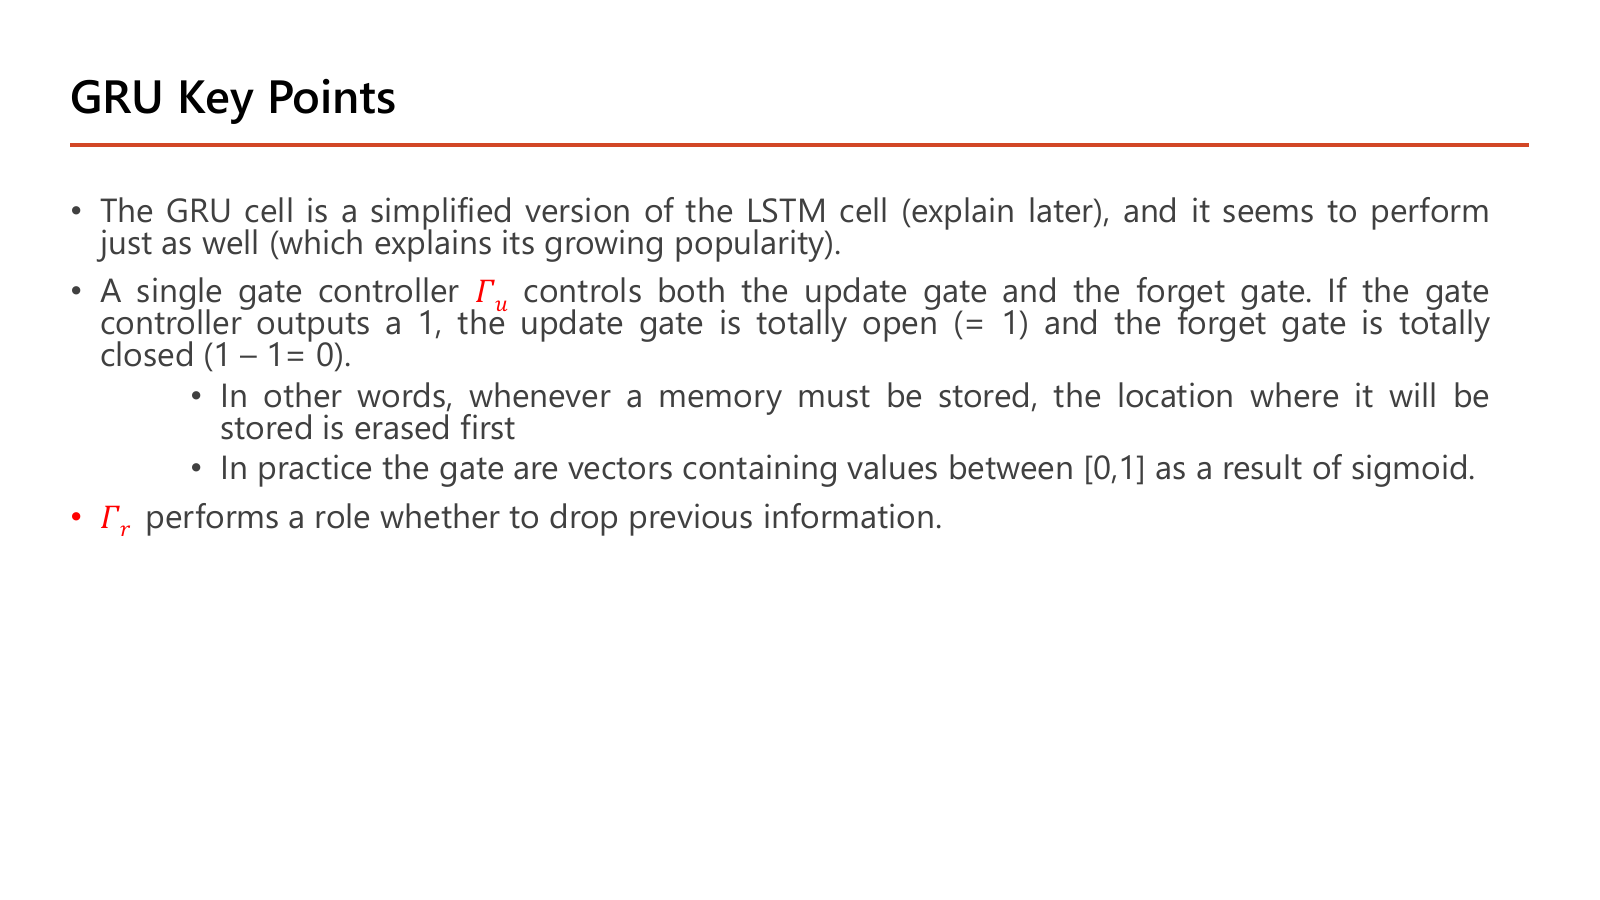 GRU Key Points
• The GRU cell is a simplified version of the LSTM cell (explain later), and it seems to perform
just as well (which explains its growing popularity).
• A single gate controller Γu controls both the update gate and the forget gate. If the gate
controller outputs a 1, the update gate is totally open (= 1) and the forget gate is totally
closed (1 – 1= 0).
• In other words, whenever a memory must be stored, the location where it will be
stored is erased first
• In practice the gate are vectors containing values between [0,1] as a result of sigmoid.
• Γr performs a role whether to drop previous information.